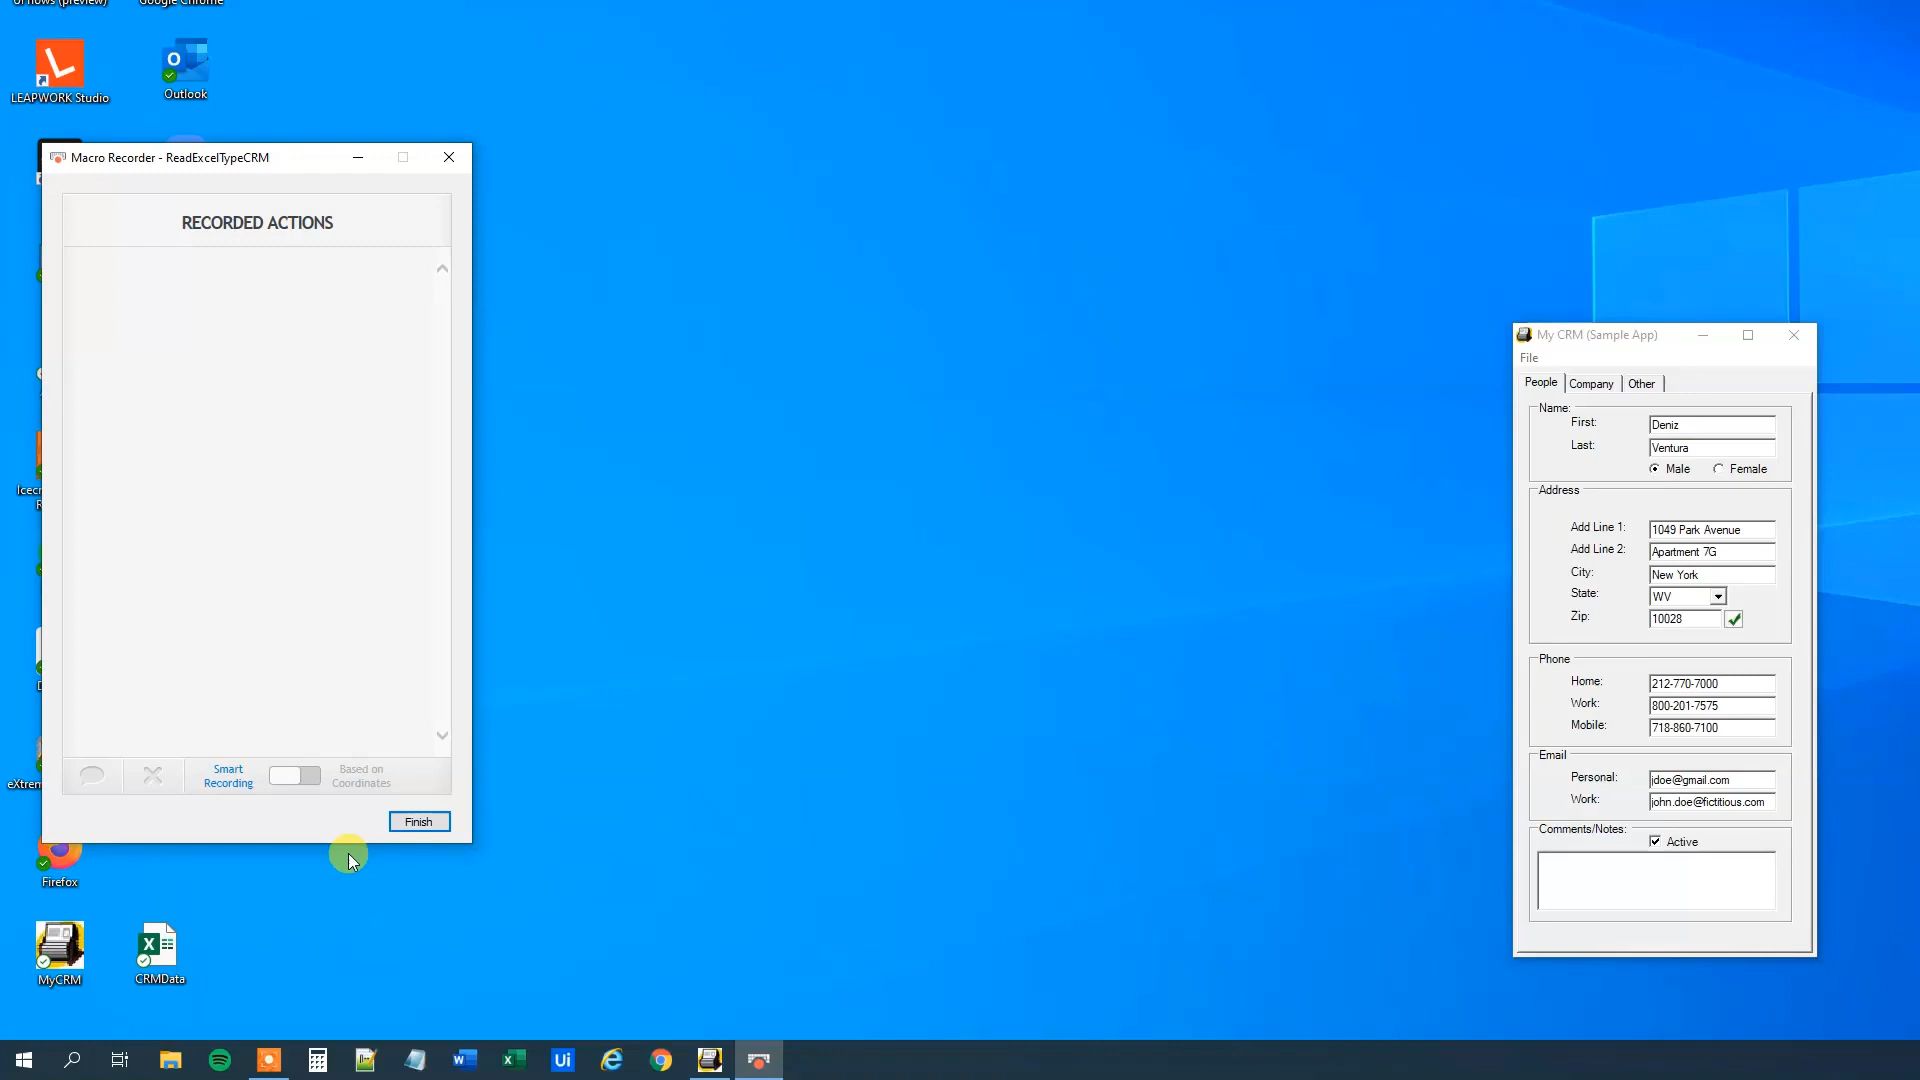 Google Chrome
LEAPWORK Studio
Outlook
Macro Recorder - ReadExcelTypeCRM
RECORDED ACTIONS
Smart
Recording
Based on
Coordinates
Finish
Firefox
MyCRM
CRMData
My CRM (Sample App)
File
People
Company
Other
Name:
First:
Deniz
Last:
Ventura
Male
Female
Address
Add Line 1:
1049 Park Avenue
Add Line 2:
Apartment 7G
City:
New York
State:
WV
Zip:
10028
Phone
Home:
212-770-7000
Work:
800-201-7575
Mobile:
718-860-7100
Email
Personal:
jdoe@gmail.com
Work:
john.doe@fictitious.com
Comments/Notes:
Active
Ui